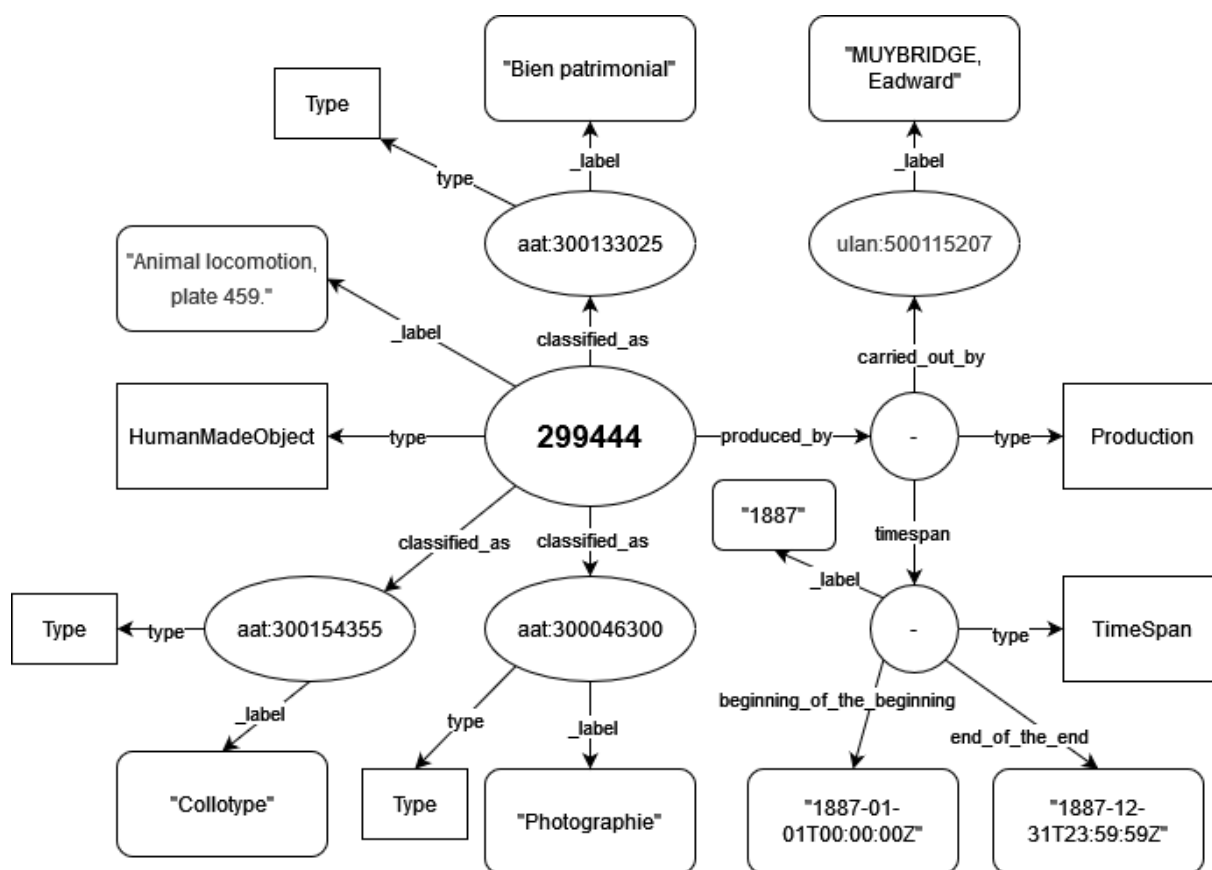 "Bien patrimonial"
"MUYBRIDGE,
Eadward"
Type
_label
_label
type
aat:300133025
ulan:500115207
"Animal locomotion,
plate 459."
_label
classified_as
carried_out_by
HumanMadeObject
type
299444
produced_by
-
type
Production
"1887"
classified_as
classified_as
timespan
_label
Type
type
aat:300154355
aat:300046300
-
type
TimeSpan
_label
type
_label
beginning_of_the_beginning
end_of_the_end
"Collotype"
Type
"Photographie"
"1887-01-
01T00:00:00Z"
"1887-12-
31T23:59:59Z"